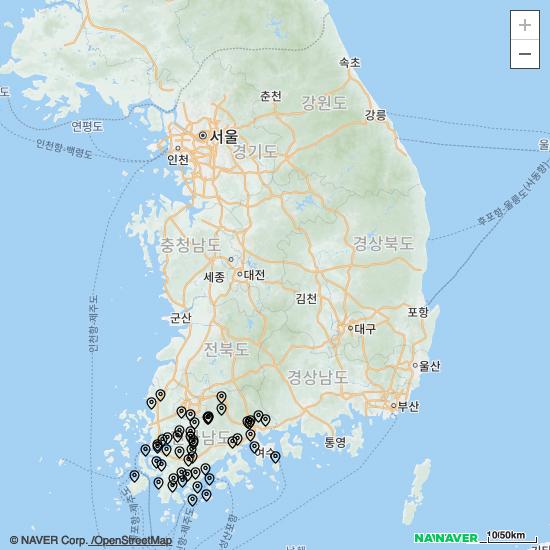 속초
춘천
강원도
강릉
도
연평도
서울
인천
경기도
울
인천항-백령도
후포항-울릉도(사동항)
충청남도
경상북도
세종
대전
인천항-제주도
김천
군산
포항
대구
전북도
울산
경상남도
부산
남도
여수
통영
10/50km
© NAVER Corp. /OpenStreetMap
NA!NAVER